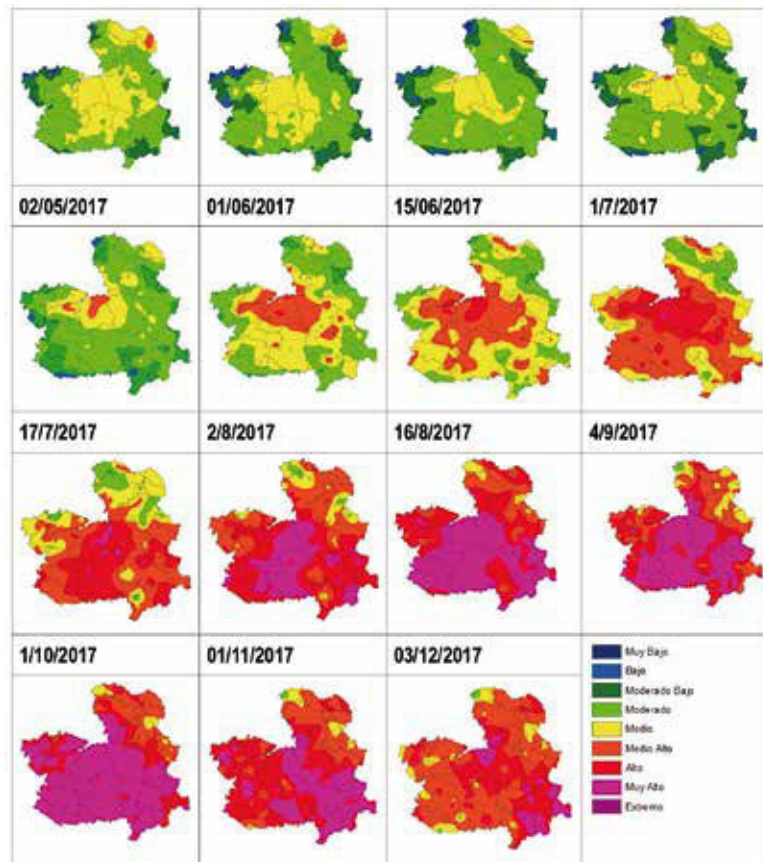 02/05/2017
01/06/2017
15/06/2017
1/7/2017
17/7/2017
2/8/2017
16/8/2017
4/9/2017
1/10/2017
01/11/2017
03/12/2017
Muy Bajo
Bajo
Moderado Bajo
Moderado
Medio
Medio Alto
Alto
Muy Alto
Extremo